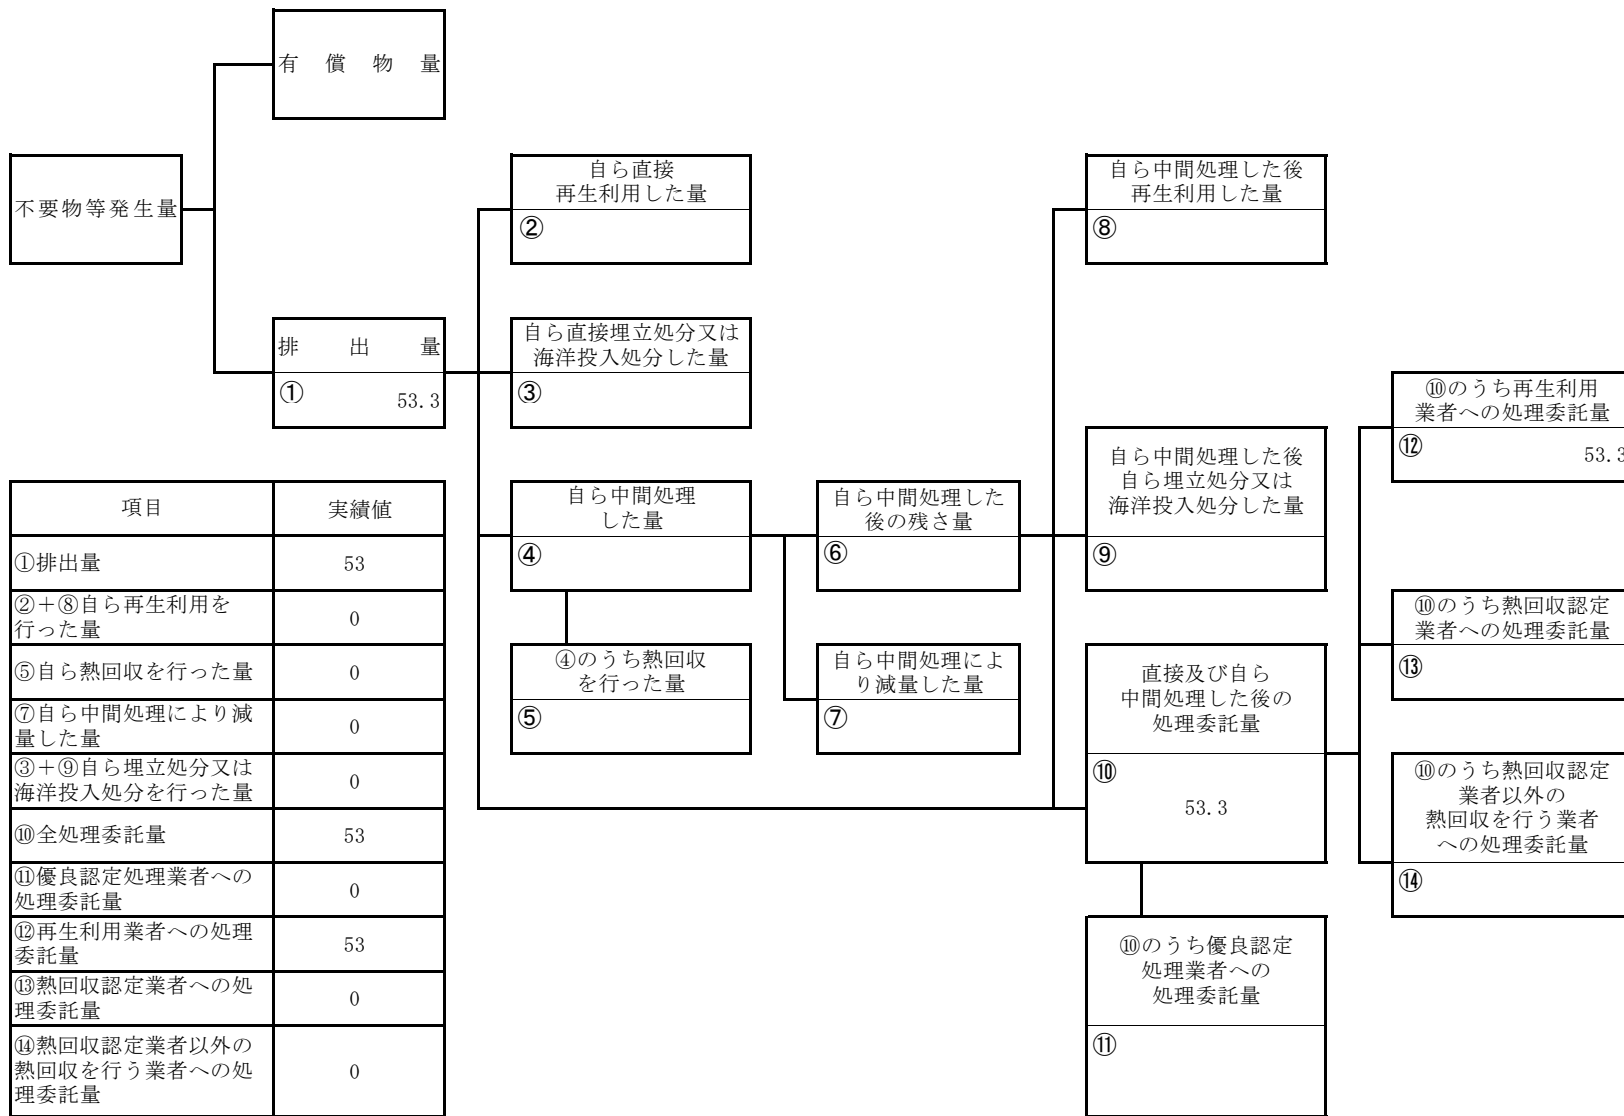 有償物量
不要物等発生量
排出量
①
53.3
自ら直接
再生利用した量
②
自ら直接埋立処分又は
海洋投入処分した量
③
自ら中間処理
した量
④
④のうち熱回収
を行った量
⑤
自ら中間処理した
後の残さ量
⑥
自ら中間処理によ
り減量した量
⑦
自ら中間処理した後
再生利用した量
⑧
自ら中間処理した後
自ら埋立処分又は
海洋投入処分した量
⑨
直接及び自ら
中間処理した後の
処理委託量
⑩
53.3
⑩のうち優良認定
処理業者への
処理委託量
⑪
⑩のうち再生利用
業者への処理委託量
⑫
53.3
⑩のうち熱回収認定
業者への処理委託量
⑬
⑩のうち熱回収認定
業者以外の
熱回収を行う業者
への処理委託量
⑭
項目 実績値
①排出量 53
②+⑧自ら再生利用を
行った量 0
⑤自ら熱回収を行った量 0
⑦自ら中間処理により減
量した量 0
③+⑨自ら埋立処分又は
海洋投入処分を行った量 0
⑩全処理委託量 53
⑪優良認定処理業者への
処理委託量 0
⑫再生利用業者への処理
委託量 53
⑬熱回収認定業者への処
理委託量 0
⑭熱回収認定業者以外の
熱回収を行う業者への処
理委託量 0